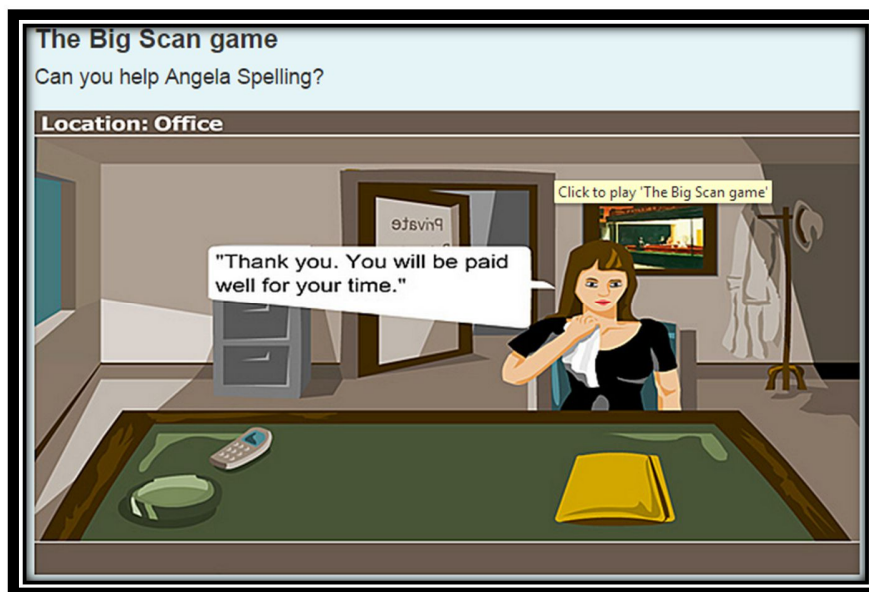 The Big Scan game
Can you help Angela Spelling?
Location: Office
Click to play 'The Big Scan game'
Private
"Thank you. You will be paid
well for your time."